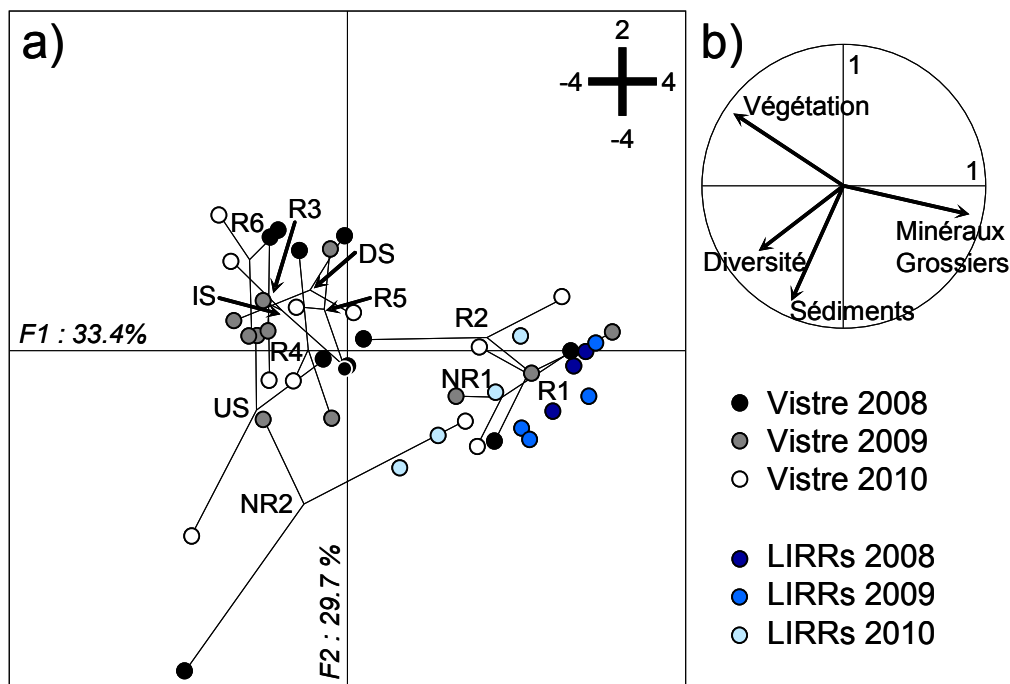 a)
2
-4 4
-4
R6
R3
DS
IS
R5
F1 : 33.4%
R4
R2
NR1
R1
US
NR2
F2 : 29.7 %
b)
1
Végétation
1
Minéraux
Grossiers
Diversité
Sédiments
Vistre 2008
Vistre 2009
Vistre 2010
LIRRs 2008
LIRRs 2009
LIRRs 2010